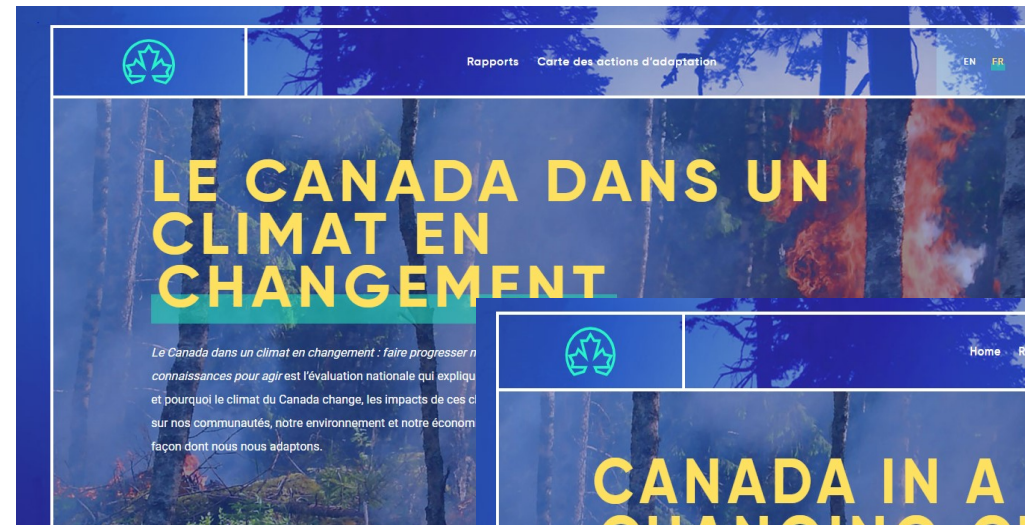 Rapports Carte des actions d'adaptation EN FR
LE CANADA DANS UN
CLIMAT EN
CHANGEMENT
Le Canada dans un climat en changement : faire progresser
connaissances pour agir est l'évaluation nationale qui
et pourquoi le climat du Canada change, les impacts de ces
sur nos communautés, notre environnement et notre
façon dont nous nous adaptons.
Home
CANADA IN A
CHANGING